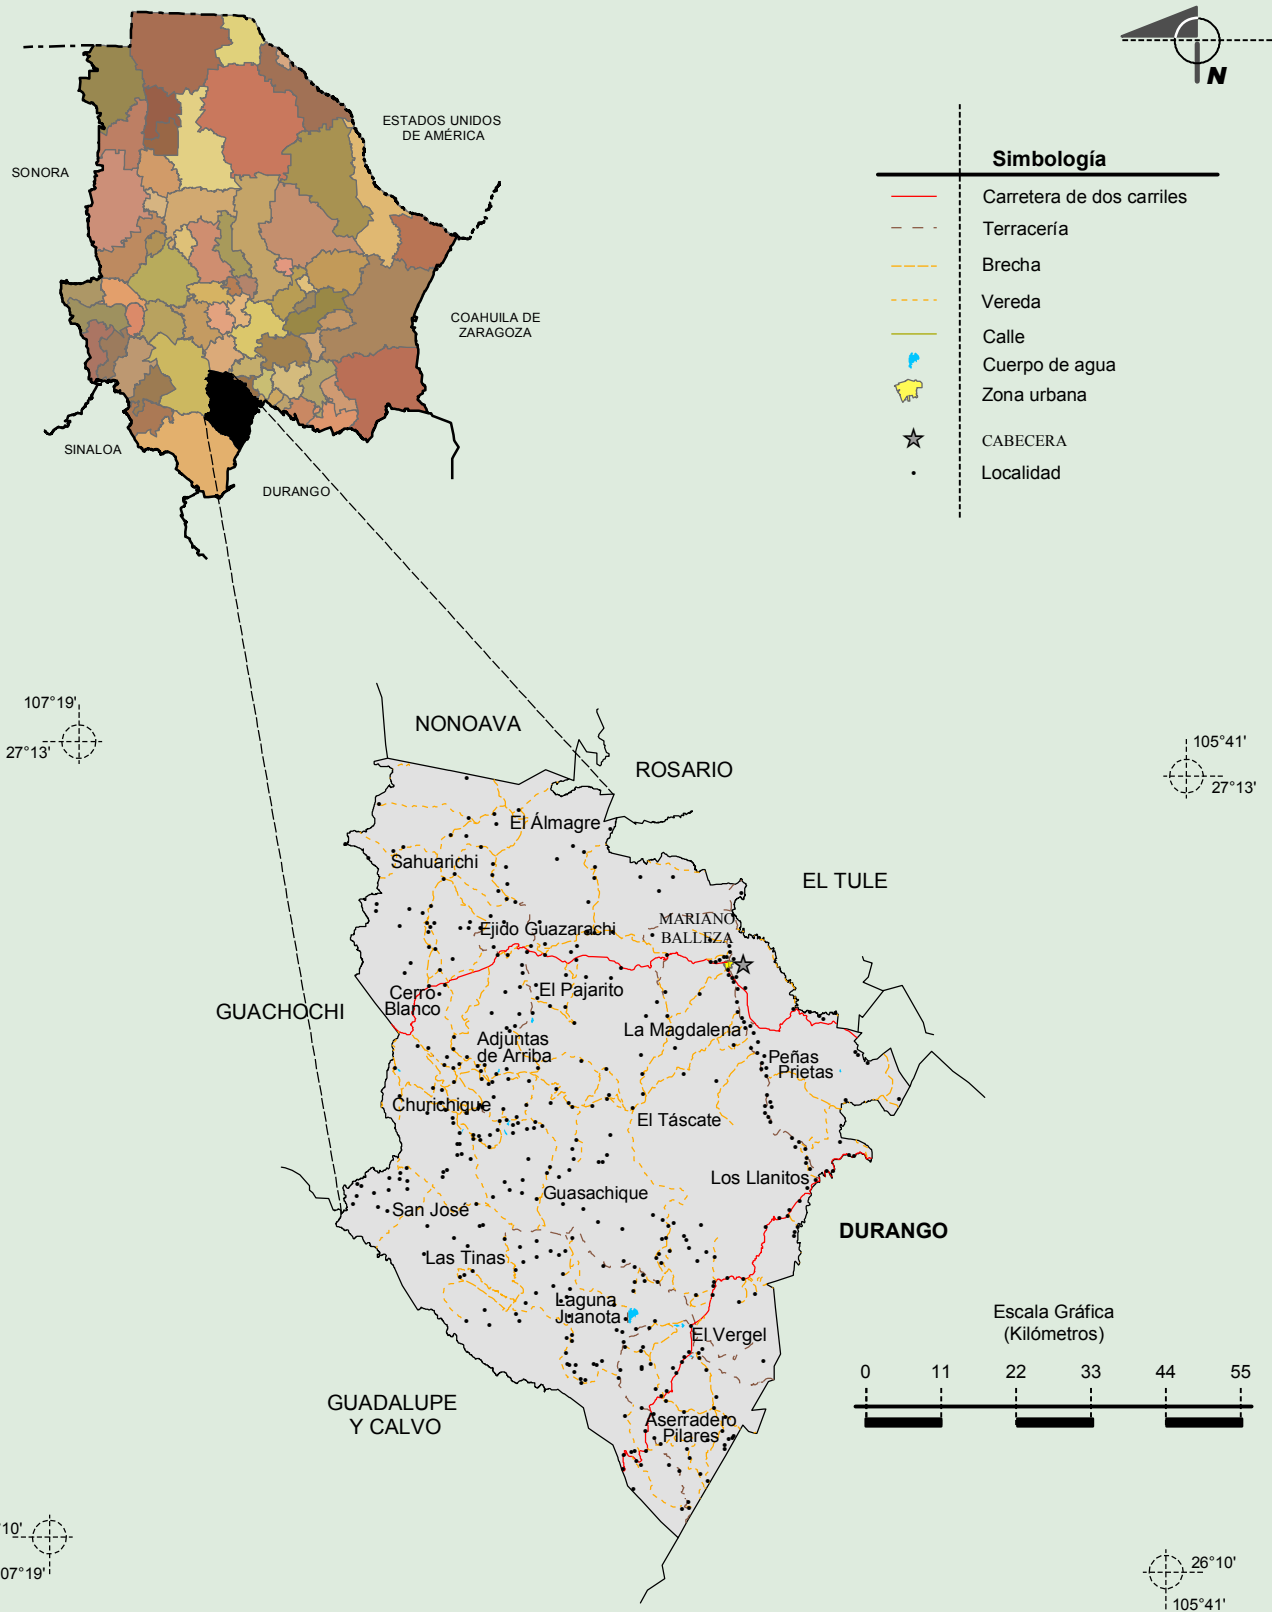 N
ESTADOS UNIDOS
DE AMÉRICA
SONORA
COAHUILA DE
ZARAGOZA
SINALOA
DURANGO
Simbología
Carretera de dos carriles
Terracería
Brecha
Vereda
Calle
Cuerpo de agua
Zona urbana
CABECERA
Localidad
107°19'
27°13'
105°41'
27°13'
NONOAVA
ROSARIO
EL TULE
GUACHOCHI
DURANGO
GUADALUPE
Y CALVO
El Álmagre
Sahuarichi
MARIANO
BALLEZA
Ejido Guazarachi
Cerro
Blanco
El Pajarito
La Magdalena
Adjuntas
de Arriba
Peñas
Prietas
Churichique
El Táscate
Los Llanitos
Guasachique
San José
Las Tinas
Laguna
Juanota
El Vergel
Aserradero
Pilares
Escala Gráfica
(Kilómetros)
0 11 22 33 44 55
°10'
07°19'
26°10'
105°41'